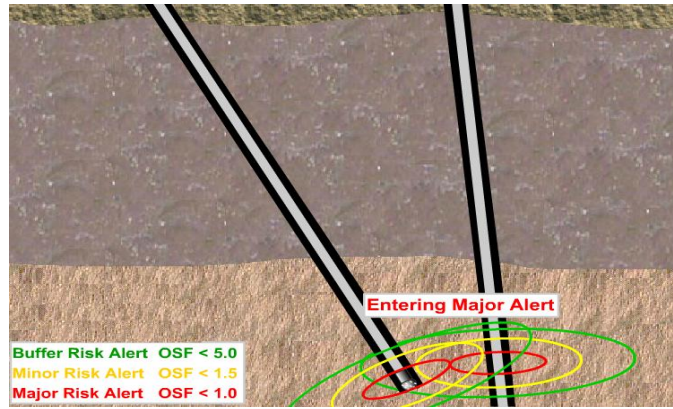 Entering Major Alert
Buffer Risk Alert OSF < 5.0
Minor Risk Alert OSF < 1.5
Major Risk Alert OSF < 1.0